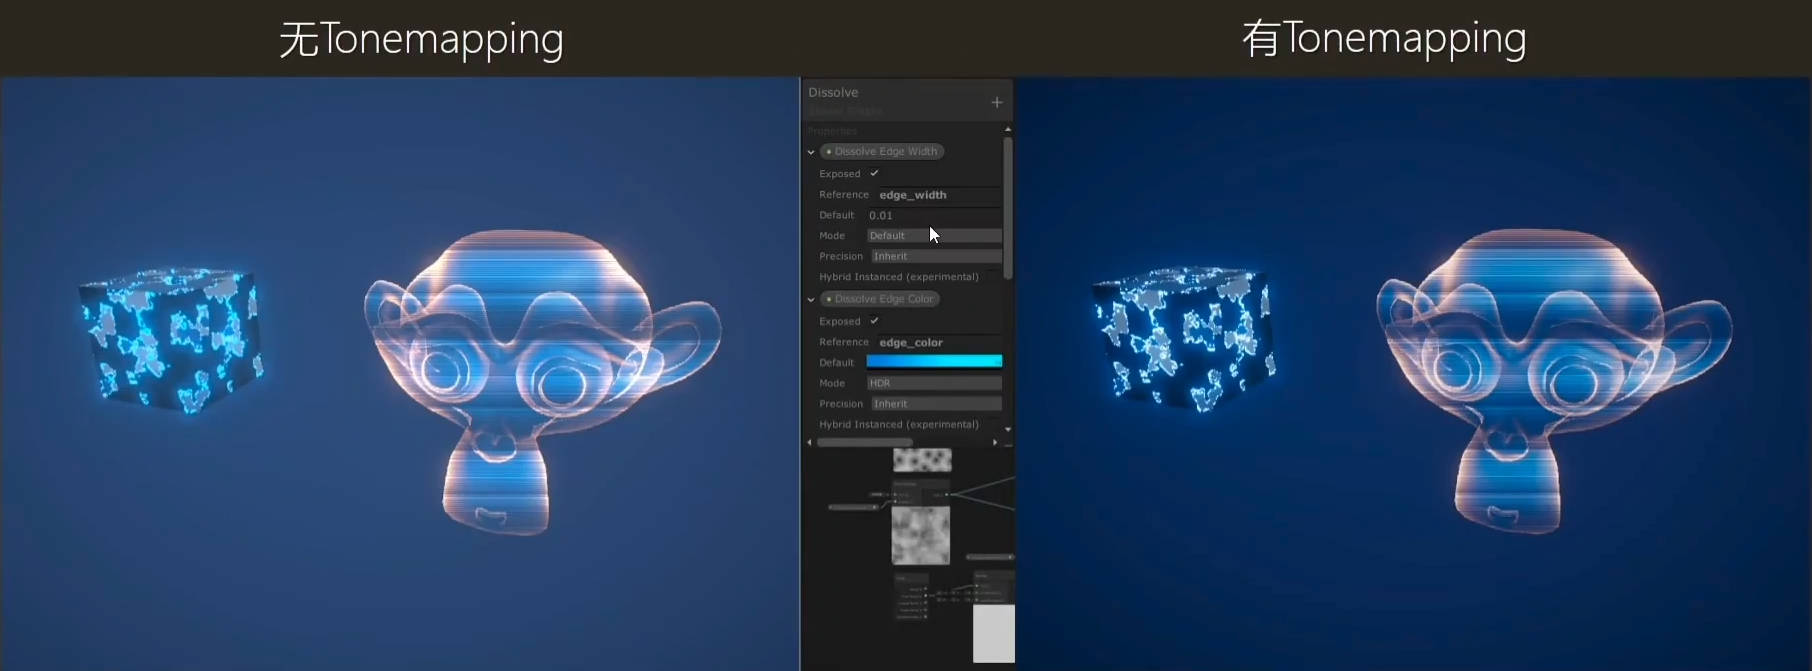 无Tonemapping
有Tonemapping
Dissolve
+
Properties
Dissolve Edge Width
Exposed ✓
Reference edge_width
Default 0.01
Mode Default
Precision Inherit
Hybrid Instanced (experimental)
Dissolve Edge Color
Exposed ✓
Reference edge_color
Default
Mode HDR
Precision Inherit
Hybrid Instanced (experimental)